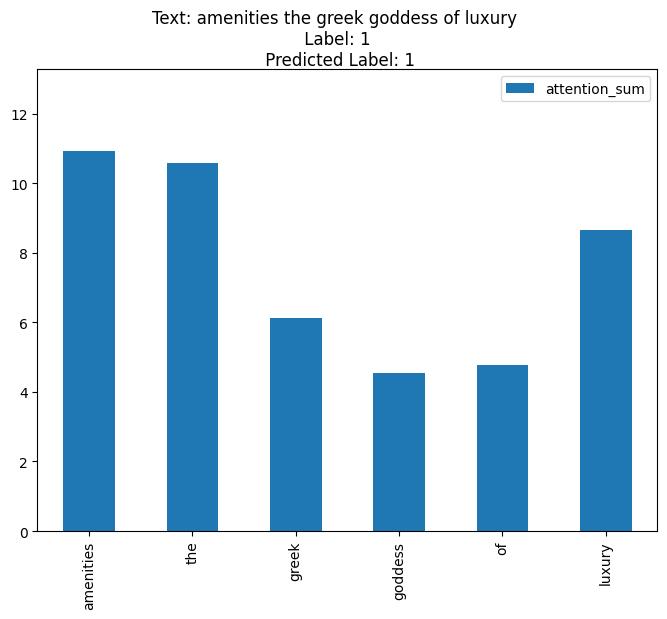 Text: amenities the greek goddess of luxury
Label: 1
Predicted Label: 1
attention_sum
12
10
8
6
4
2
0
amenities
the
greek
goddess
of
luxury